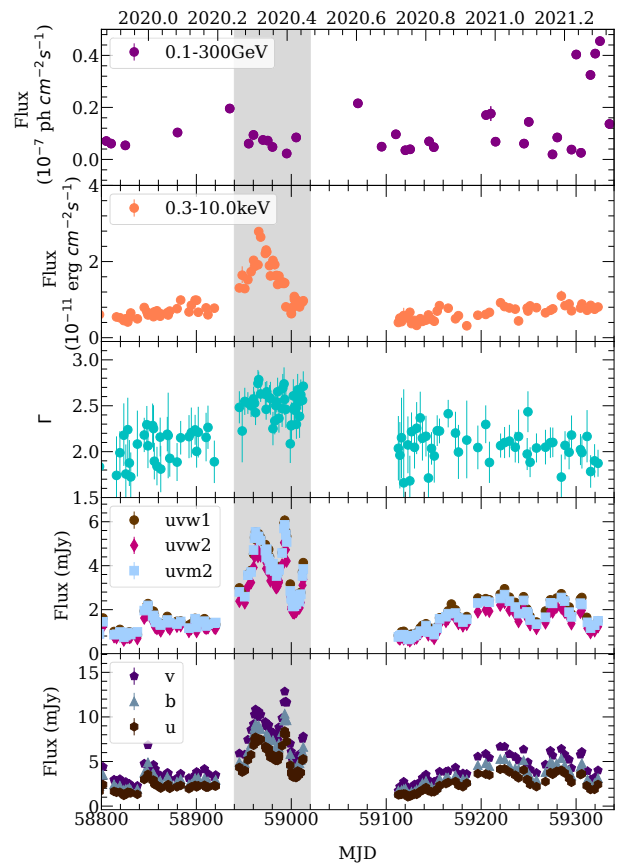 2020.0 2020.2 2020.4 2020.6 2020.8 2021.0 2021.2
0.1-300GeV
Flux
(10⁻⁷ ph cm⁻²s⁻¹)
0.4
0.2
0.0
0.3-10.0keV
Flux
(10⁻¹¹ erg cm⁻²s⁻¹)
4
2
0
Γ
3.0
2.5
2.0
1.5
uvw1
uvw2
uvm2
Flux (mJy)
6
4
2
0
v
b
u
Flux (mJy)
15
10
5
0
58800 58900 59000 59100 59200 59300
MJD